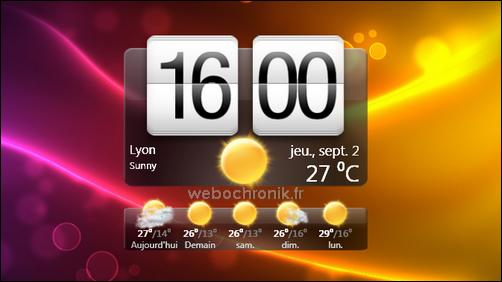 16 00
Lyon
jeu., sept. 2
Sunny
27 °C
webochronik.fr
27°/14° 26°/13° 26°/13° 26°/16° 29°/16°
Aujourd'hui Demain sam. dim. lun.